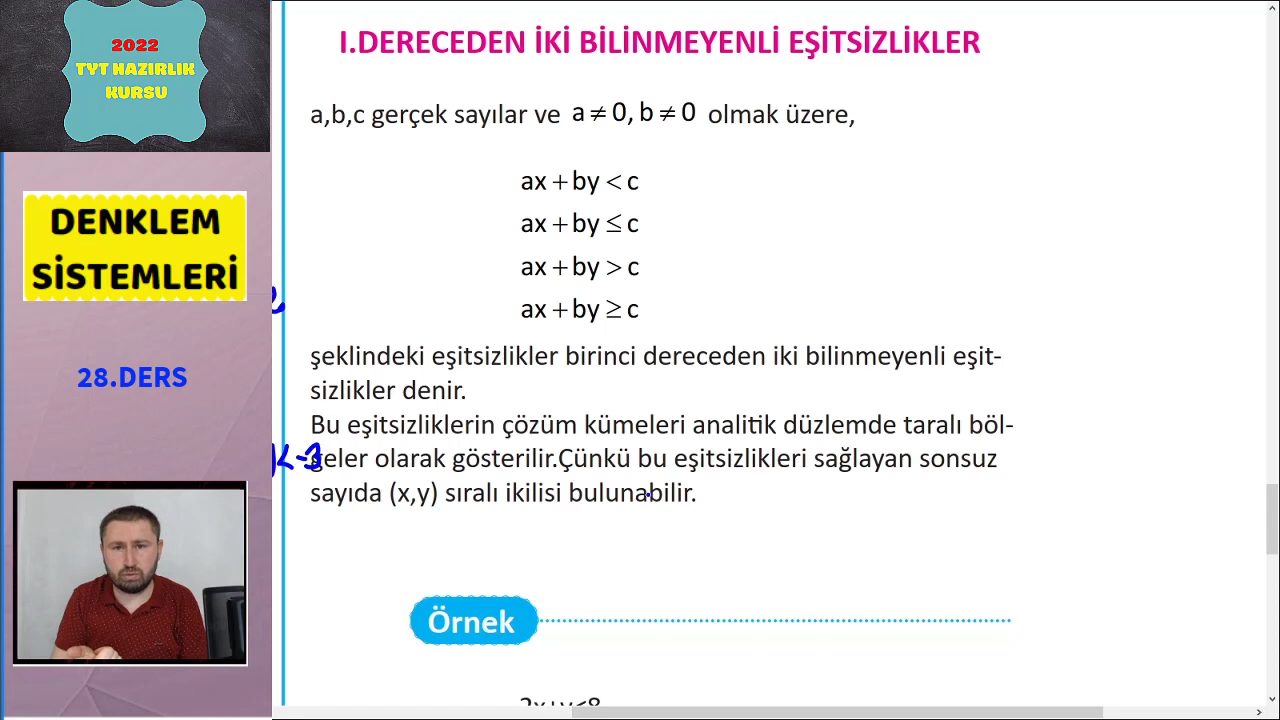 2022
TYT HAZIRLIK
KURSU
DENKLEM
SİSTEMLERİ
28.DERS
I.DERECEDEN İKİ BİLİNMEYENLİ EŞİTSİZLİKLER
a,b,c gerçek sayılar ve a ≠ 0, b ≠ 0 olmak üzere,
ax + by < c
ax + by ≤ c
ax + by > c
ax + by ≥ c
şeklindeki eşitsizlikler birinci dereceden iki bilinmeyenli eşit-
sizlikler denir.
Bu eşitsizliklerin çözüm kümeleri analitik düzlemde taralı böl-
geler olarak gösterilir.Çünkü bu eşitsizlikleri sağlayan sonsuz
sayıda (x,y) sıralı ikilisi bulunabilir.
Örnek